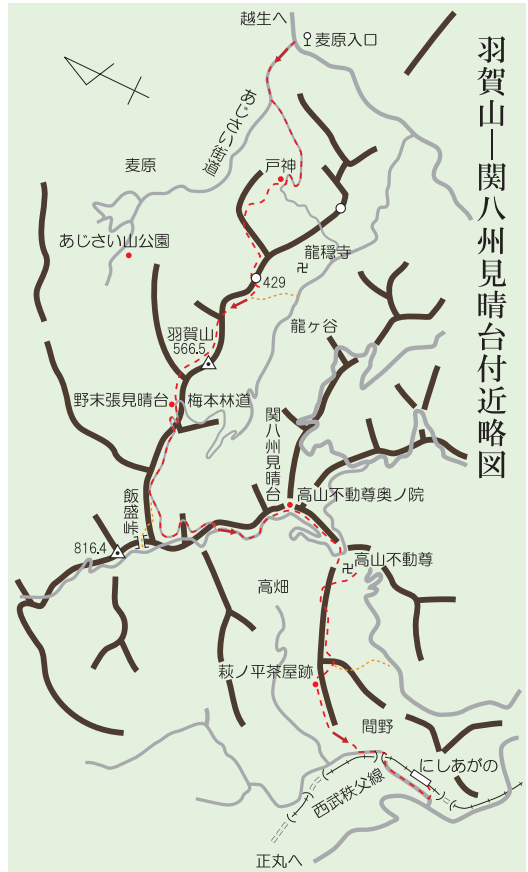 羽賀山―関八州見晴台付近略図
越生へ
麦原入口
あじさい街道
麦原
戸神
あじさい山公園
龍穏寺
429
龍ヶ谷
羽賀山
566.5
野末張見晴台
梅本林道
関八州見晴台
高山不動尊奥ノ院
飯盛峠
816.4
高山不動尊
高畑
萩ノ平茶屋跡
間野
にしあがの
西武秩父線
正丸へ